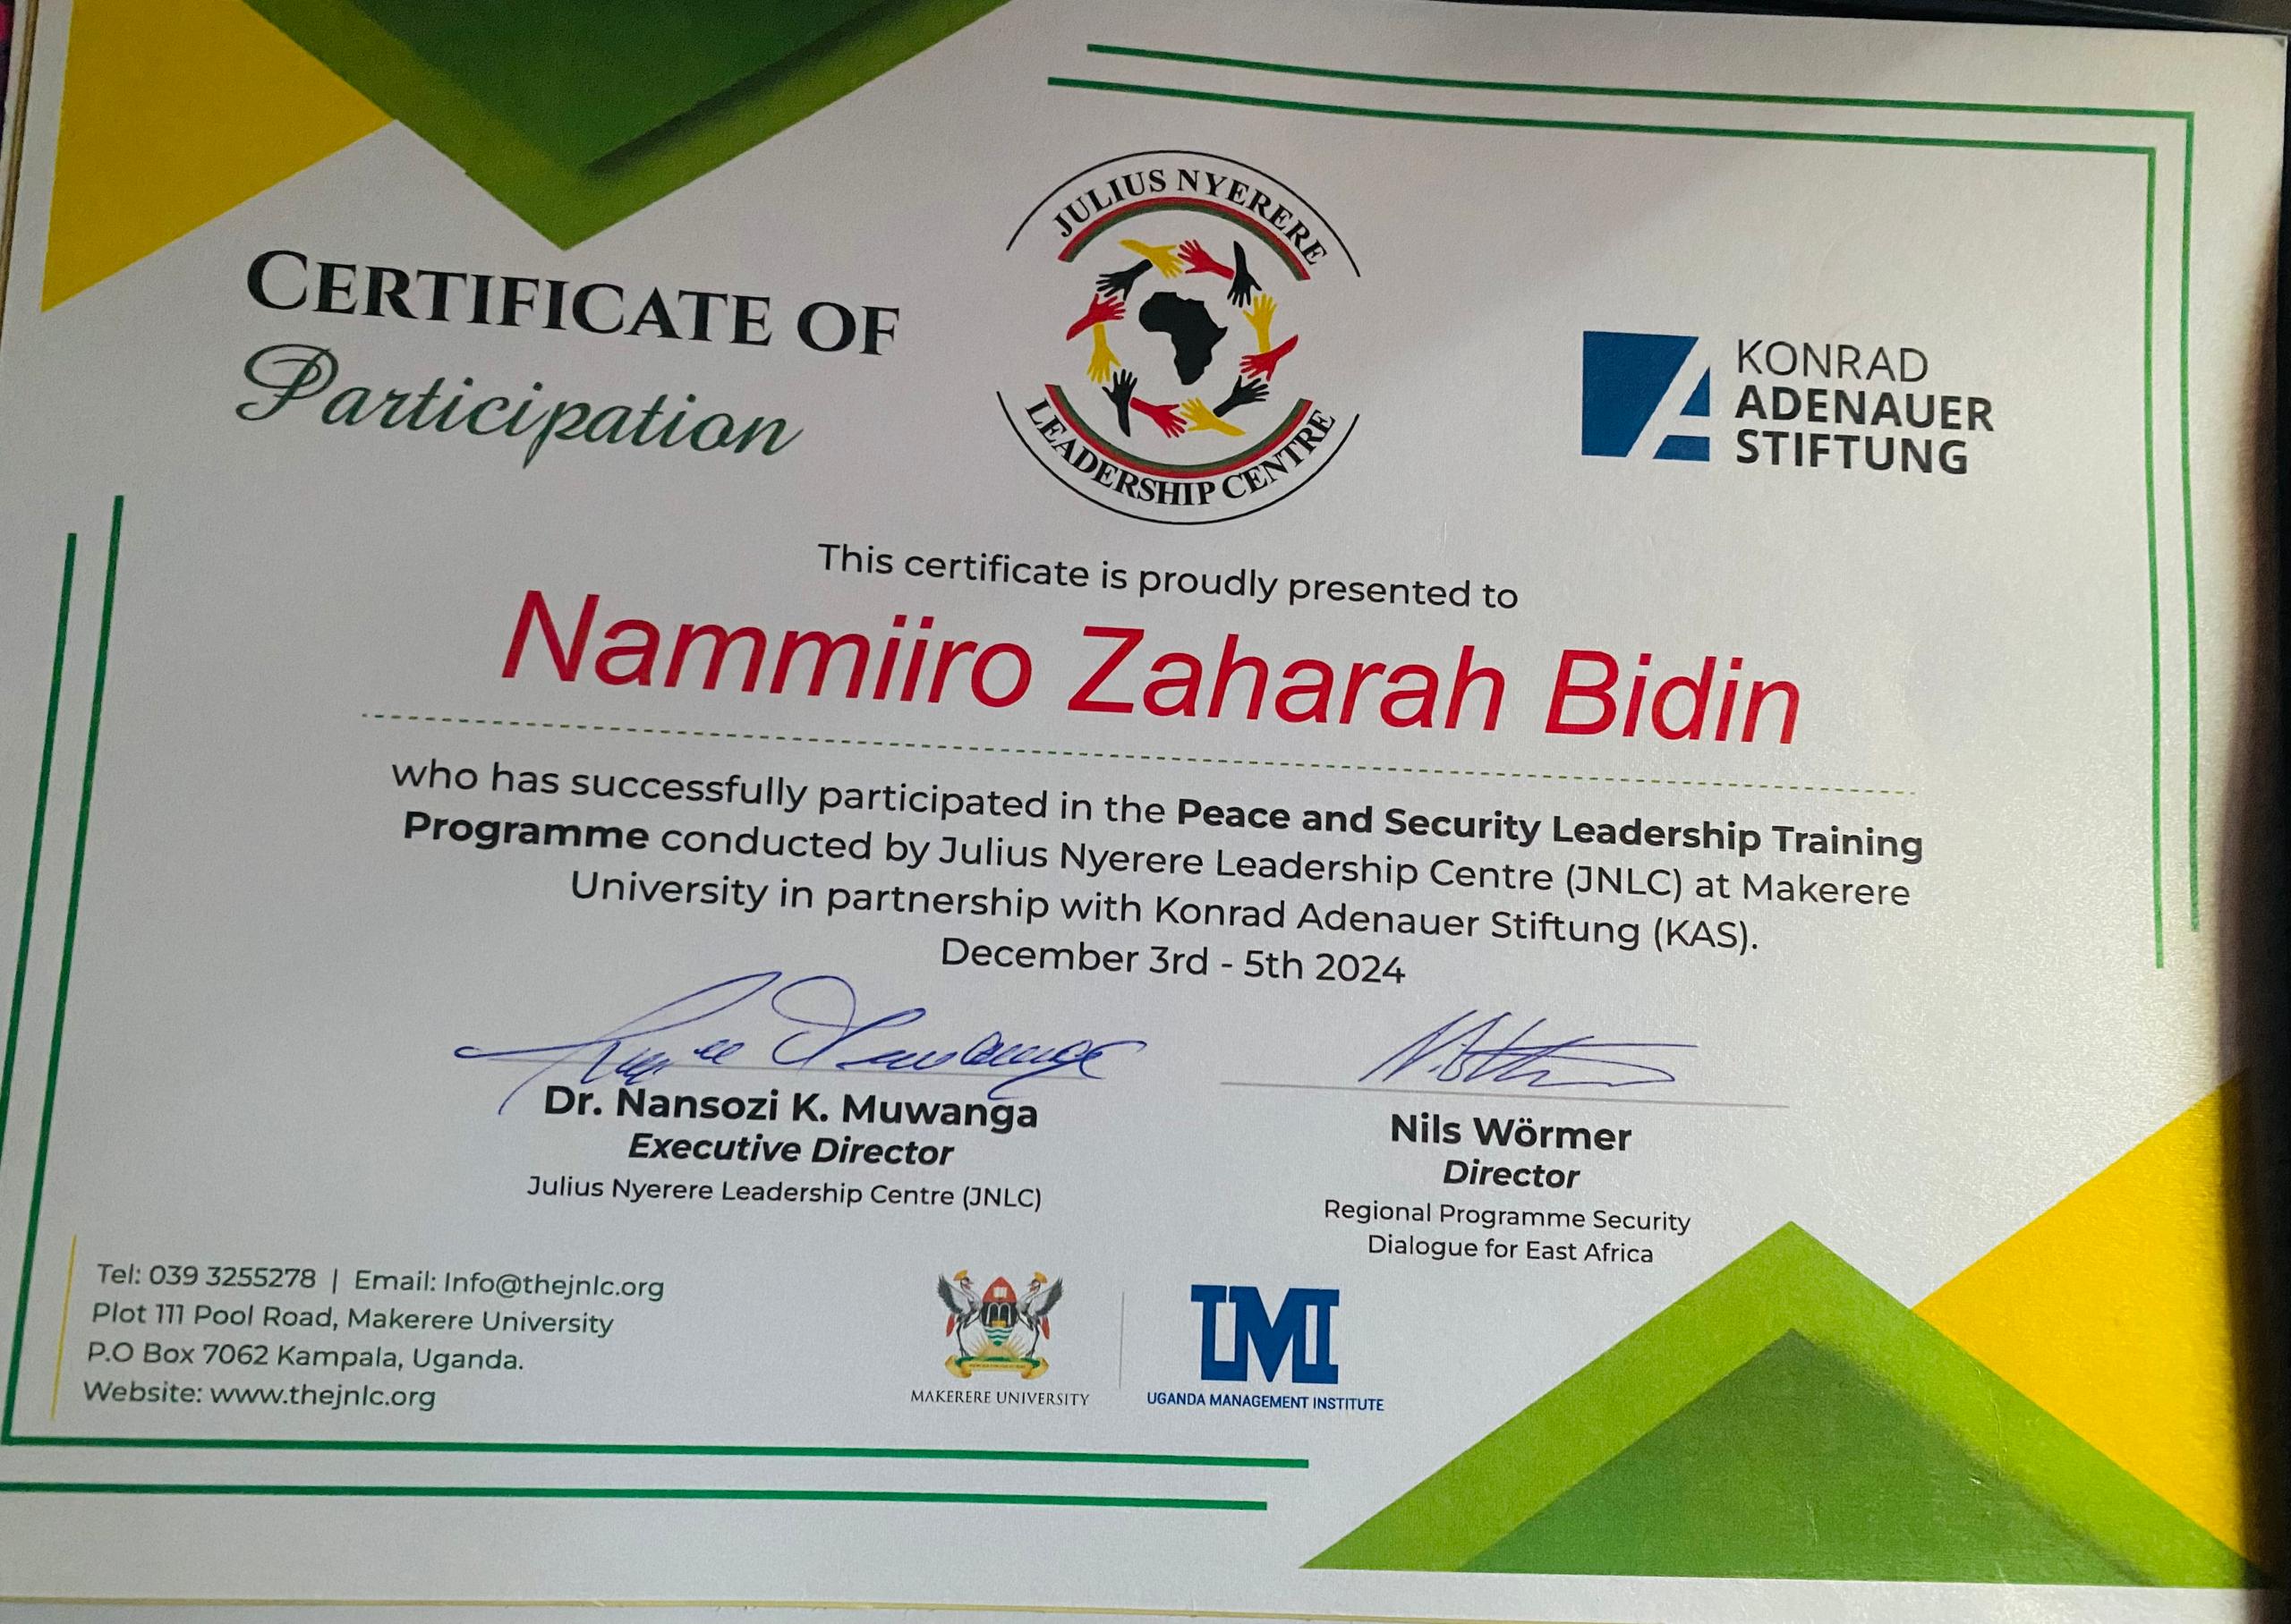 CERTIFICATE OF
Participation
JULIUS NYERERE
LEADERSHIP CENTRE
KONRAD
ADENAUER
STIFTUNG
This certificate is proudly presented to
Nammiiro Zaharah Bidin
who has successfully participated in the Peace and Security Leadership Training
Programme conducted by Julius Nyerere Leadership Centre (JNLC) at Makerere
University in partnership with Konrad Adenauer Stiftung (KAS).
December 3rd - 5th 2024
Dr. Nansozi K. Muwanga
Executive Director
Julius Nyerere Leadership Centre (JNLC)
Nils Wörmer
Director
Regional Programme Security
Dialogue for East Africa
Tel: 039 3255278 | Email: Info@thejnlc.org
Plot 111 Pool Road, Makerere University
P.O Box 7062 Kampala, Uganda.
Website: www.thejnlc.org
MAKERERE UNIVERSITY
UMI
UGANDA MANAGEMENT INSTITUTE